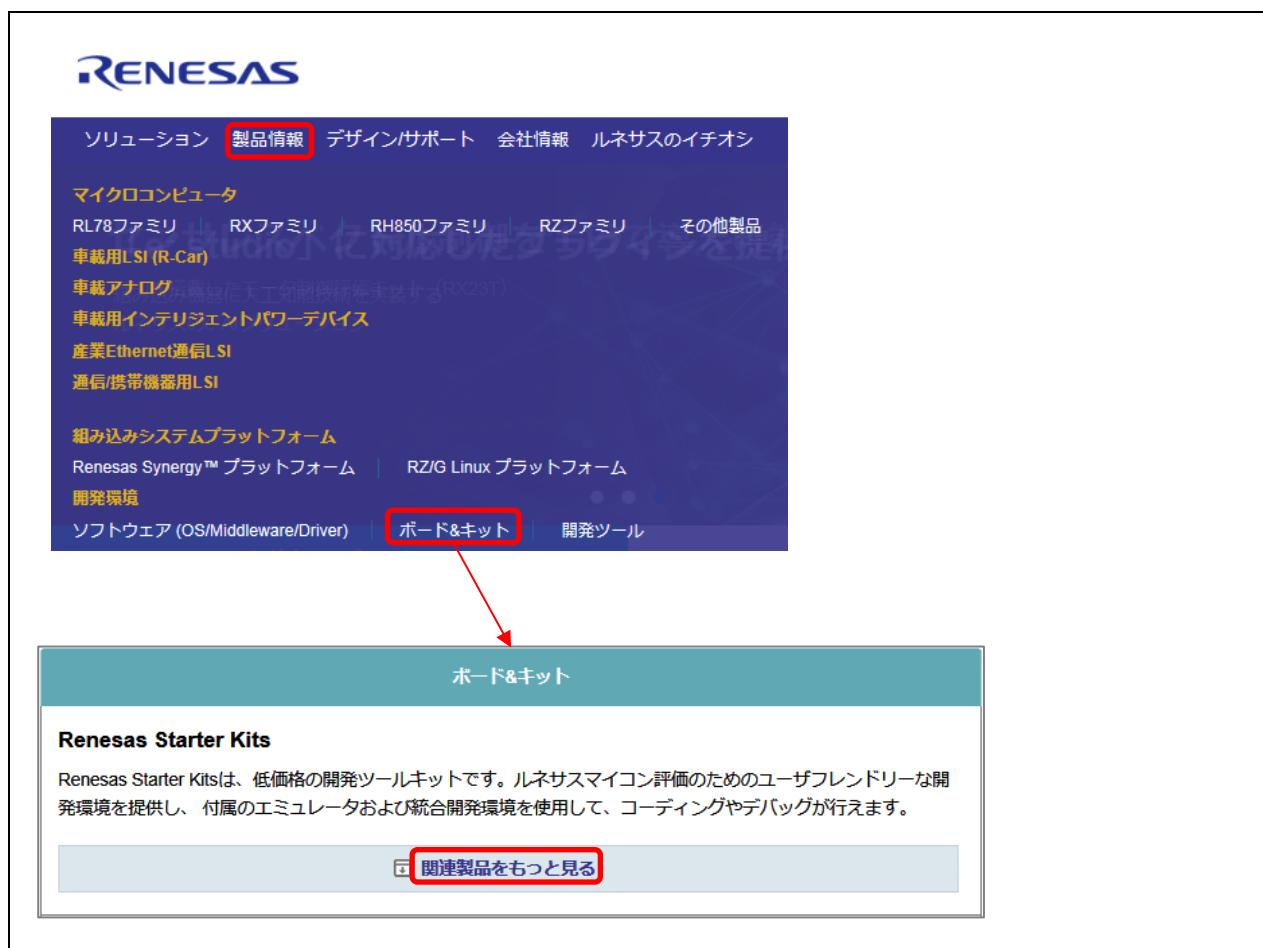 RENESAS
ソリューション 製品情報 デザイン/サポート 会社情報 ルネサスのイチオシ
マイクロコンピュータ
RL78ファミリ | RXファミリ | RH850ファミリ | RZファミリ | その他製品
車載用LSI (R-Car)
車載アナログ
車載用インテリジェントパワーデバイス
産業Ethernet通信LSI
通信/携帯機器用LSI
組み込みシステムプラットフォーム
Renesas Synergy™ プラットフォーム | RZ/G Linux プラットフォーム
開発環境
ソフトウェア (OS/Middleware/Driver) | ボード&キット | 開発ツール
ボード&キット
Renesas Starter Kits
Renesas Starter Kitsは、低価格の開発ツールキットです。ルネサスマイコン評価のためのユーザフレンドリーな開
発環境を提供し、 付属のエミュレータおよび統合開発環境を使用して、コーディングやデバッグが行えます。
関連製品をもっと見る